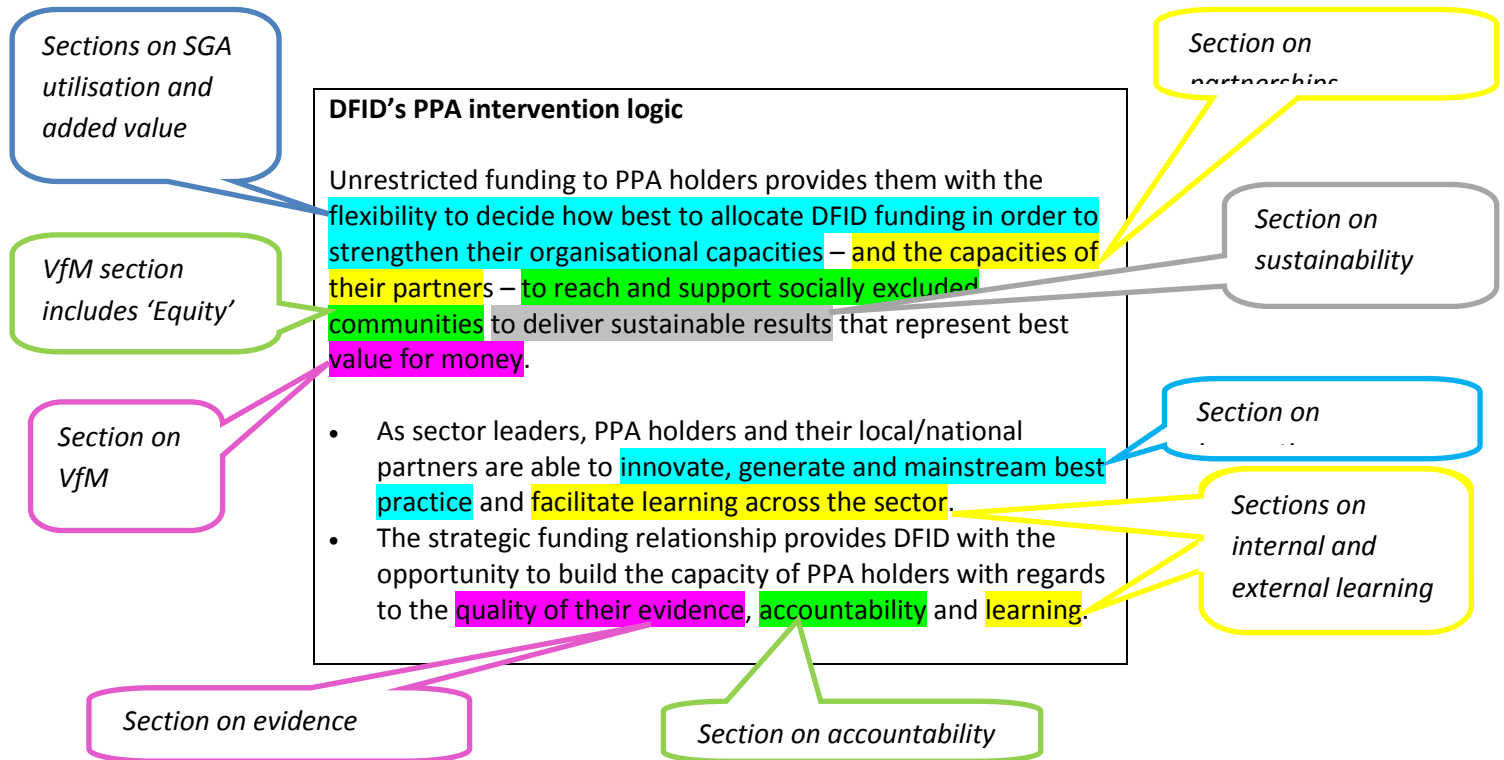 Sections on SGA
utilisation and
added value
Section on
partnerships
DFID's PPA intervention logic
Unrestricted funding to PPA holders provides them with the
flexibility to decide how best to allocate DFID funding in order to
strengthen their organisational capacities – and the capacities of
their partners – to reach and support socially excluded
communities to deliver sustainable results that represent best
value for money.
Section on
sustainability
VfM section
includes 'Equity'
Section on
VfM
• As sector leaders, PPA holders and their local/national
partners are able to innovate, generate and mainstream best
practice and facilitate learning across the sector.
• The strategic funding relationship provides DFID with the
opportunity to build the capacity of PPA holders with regards
to the quality of their evidence, accountability and learning.
Section on
Sections on
internal and
external learning
Section on evidence
Section on accountability